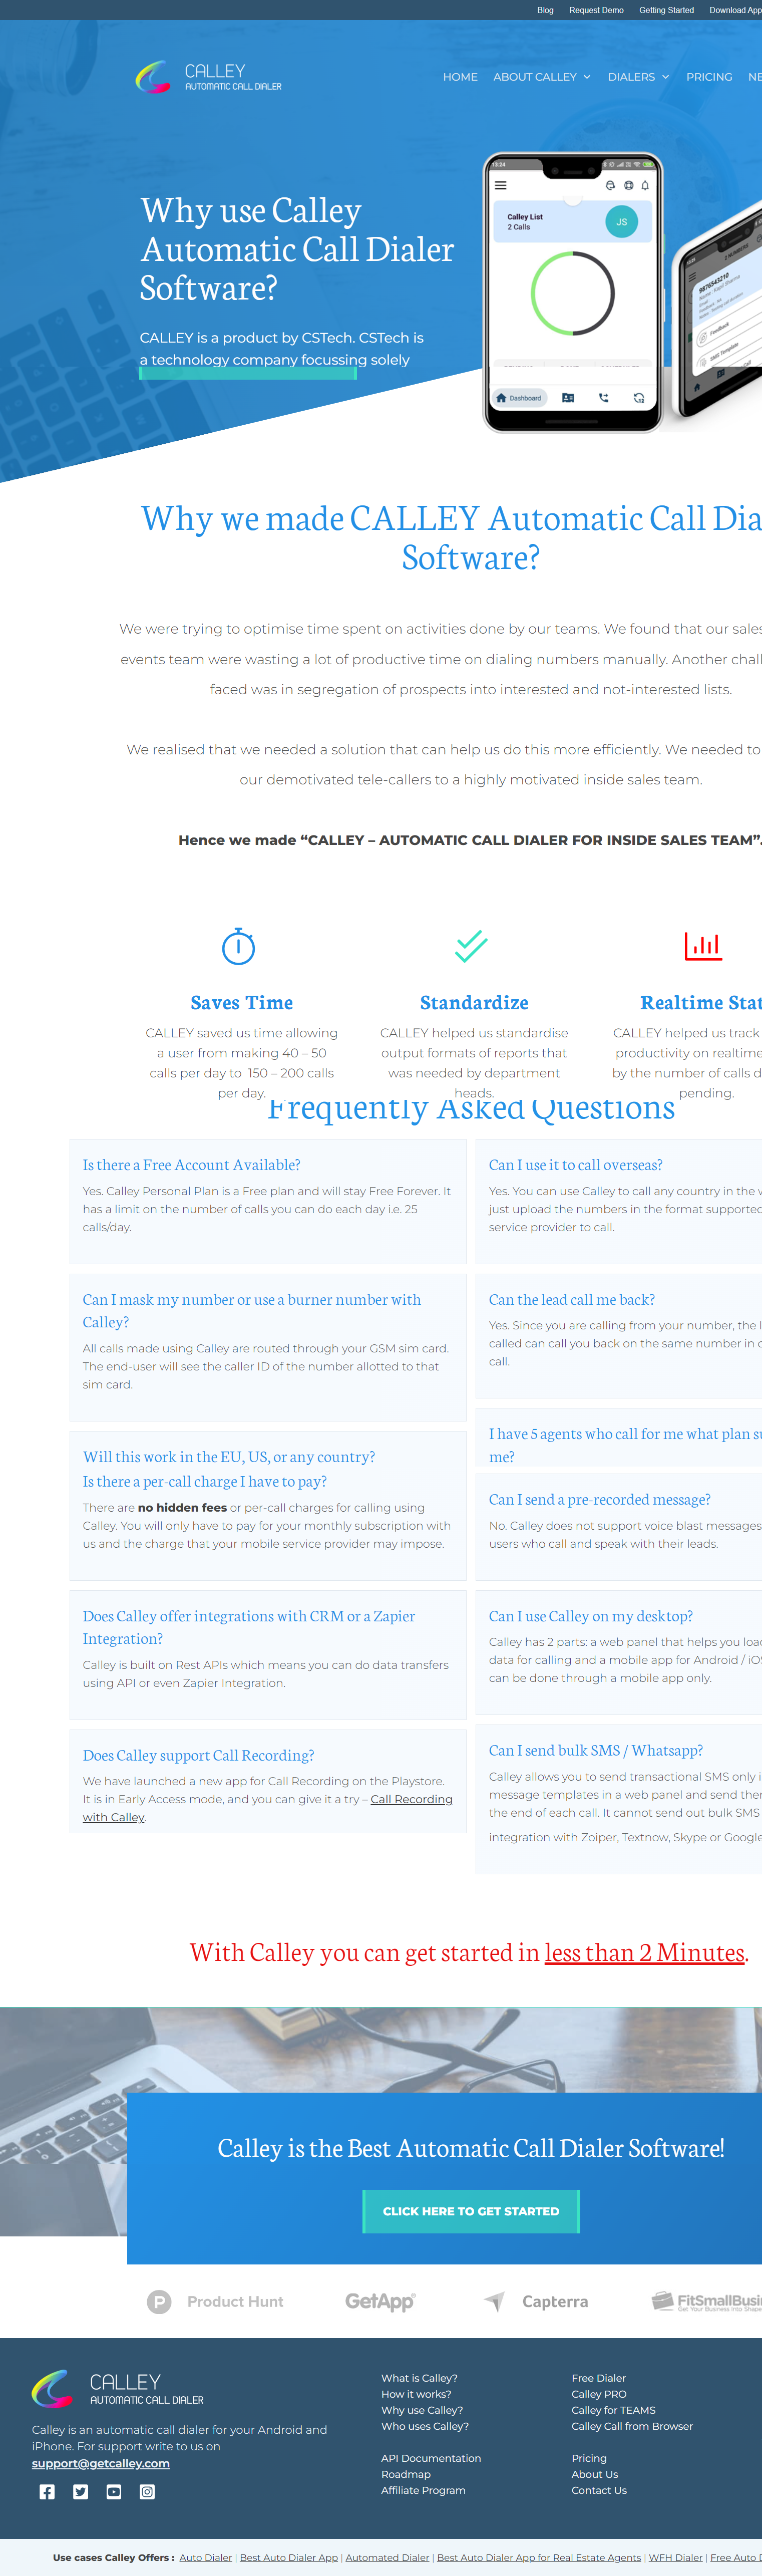 Blog Request Demo Getting Started Download App
CALLEY
AUTOMATIC CALL DIALER
HOME ABOUT CALLEY DIALERS PRICING
Why use Calley
Automatic Call Dialer
Software?
CALLEY is a product by CSTech. CSTech is
a technology company focussing solely
13:24
Calley List
2 Calls
JS
Dashboard
9876543210
Feedback
SMS Template
Why we made CALLEY Automatic Call
Software?
We were trying to optimise time spent on activities done by our teams. We found that our sales
events team were wasting a lot of productive time on dialing numbers manually. Another
faced was in segregation of prospects into interested and not-interested lists.
We realised that we needed a solution that can help us do this more efficiently. We needed to
our demotivated tele-callers to a highly motivated inside sales team.
Hence we made “CALLEY – AUTOMATIC CALL DIALER FOR INSIDE SALES TEAM”.
Saves Time
CALLEY saved us time allowing
a user from making 40 – 50
calls per day to 150 – 200 calls
per day.
Standardize
CALLEY helped us standardise
output formats of reports that
was needed by department
heads.
Realtime
CALLEY helped us track
productivity on realtime
by the number of calls
pending.
Frequently Asked Questions
Is there a Free Account Available?
Yes. Calley Personal Plan is a Free plan and will stay Free Forever. It
has a limit on the number of calls you can do each day i.e. 25
calls/day.
Can I use it to call overseas?
Yes. You can use Calley to call any country in the
just upload the numbers in the format supported
service provider to call.
Can I mask my number or use a burner number with
Calley?
All calls made using Calley are routed through your GSM sim card.
The end-user will see the caller ID of the number allotted to that
sim card.
Can the lead call me back?
Yes. Since you are calling from your number, the
called can call you back on the same number in
call.
Will this work in the EU, US, or any country?
I have 5 agents who call for me what plan
me?
Is there a per-call charge I have to pay?
There are no hidden fees or per-call charges for calling using
Calley. You will only have to pay for your monthly subscription with
us and the charge that your mobile service provider may impose.
Can I send a pre-recorded message?
No. Calley does not support voice blast messages
users who call and speak with their leads.
Does Calley offer integrations with CRM or a Zapier
Integration?
Calley is built on Rest APIs which means you can do data transfers
using API or even Zapier Integration.
Can I use Calley on my desktop?
Calley has 2 parts: a web panel that helps you
data for calling and a mobile app for Android /
can be done through a mobile app only.
Does Calley support Call Recording?
We have launched a new app for Call Recording on the Playstore.
It is in Early Access mode, and you can give it a try – Call Recording
with Calley.
Can I send bulk SMS / Whatsapp?
Calley allows you to send transactional SMS only
message templates in a web panel and send
the end of each call. It cannot send out bulk SMS
integration with Zoiper, Textnow, Skype or
With Calley you can get started in less than 2 Minutes.
Calley is the Best Automatic Call Dialer Software!
CLICK HERE TO GET STARTED
Product Hunt GetApp Capterra
CALLEY
AUTOMATIC CALL DIALER
Calley is an automatic call dialer for your Android and
iPhone. For support write to us on
support@getcalley.com
What is Calley?
How it works?
Why use Calley?
Who uses Calley?
API Documentation
Roadmap
Affiliate Program
Free Dialer
Calley PRO
Calley for TEAMS
Calley Call from Browser
Pricing
About Us
Contact Us
Use cases Calley Offers : Auto Dialer | Best Auto Dialer App | Automated Dialer | Best Auto Dialer App for Real Estate Agents | WFH Dialer | Free Auto